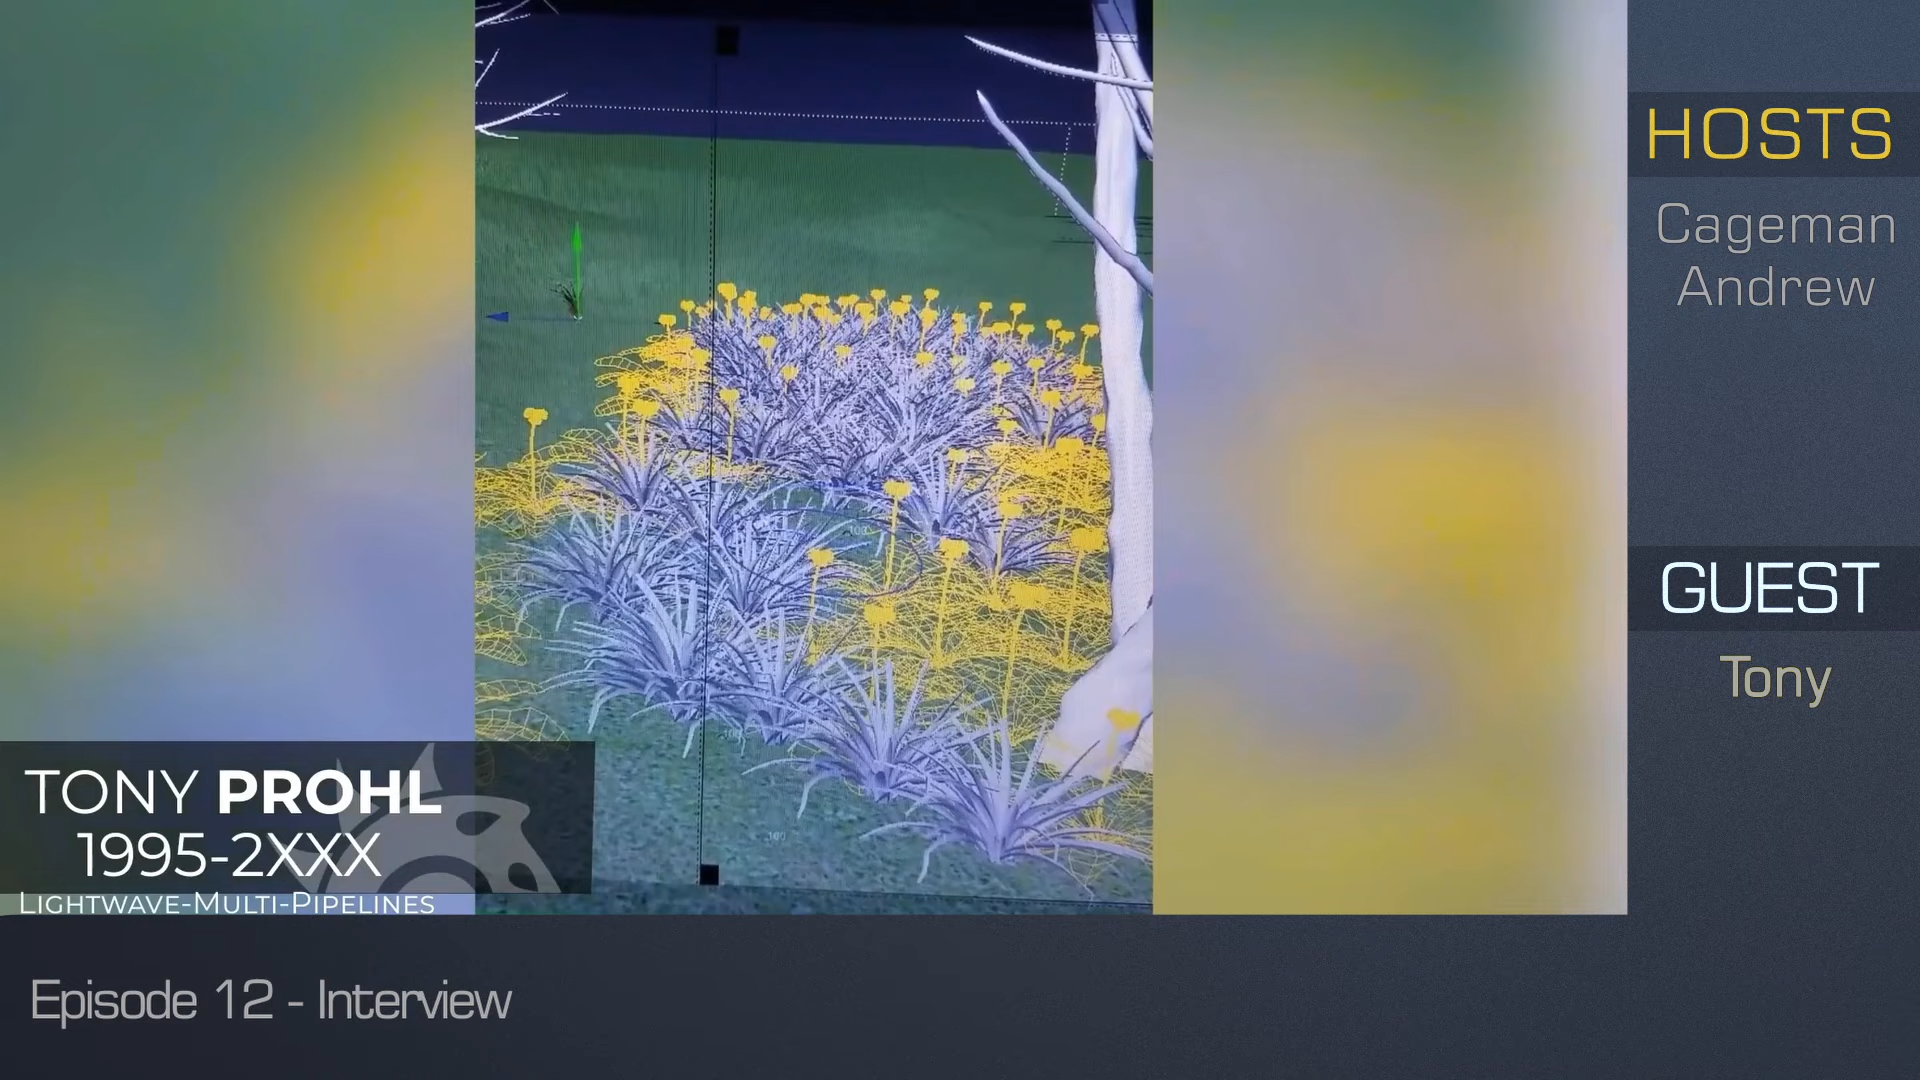 HOSTS
Cageman
Andrew
GUEST
Tony
TONY PROHL
1995-2XXX
LIGHTWAVE-MULTI-PIPELINES
Episode 12 - Interview